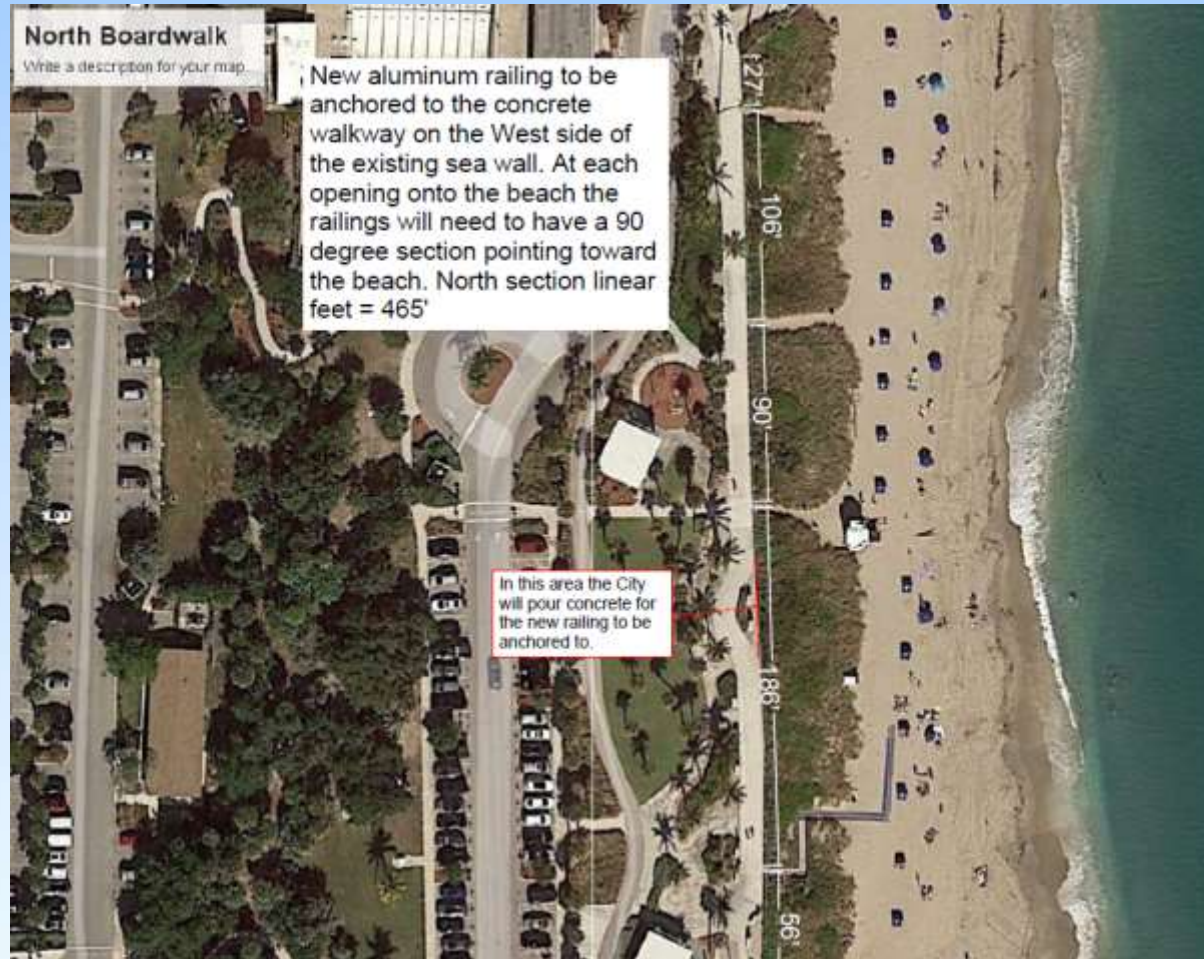 North Boardwalk
Write a description for your map.
New aluminum railing to be
anchored to the concrete
walkway on the West side of
the existing sea wall. At each
opening onto the beach the
railings will need to have a 90
degree section pointing toward
the beach. North section linear
feet = 465'
27'
106'
90'
In this area the City
will pour concrete for
the new railing to be
anchored to.
186'
56'